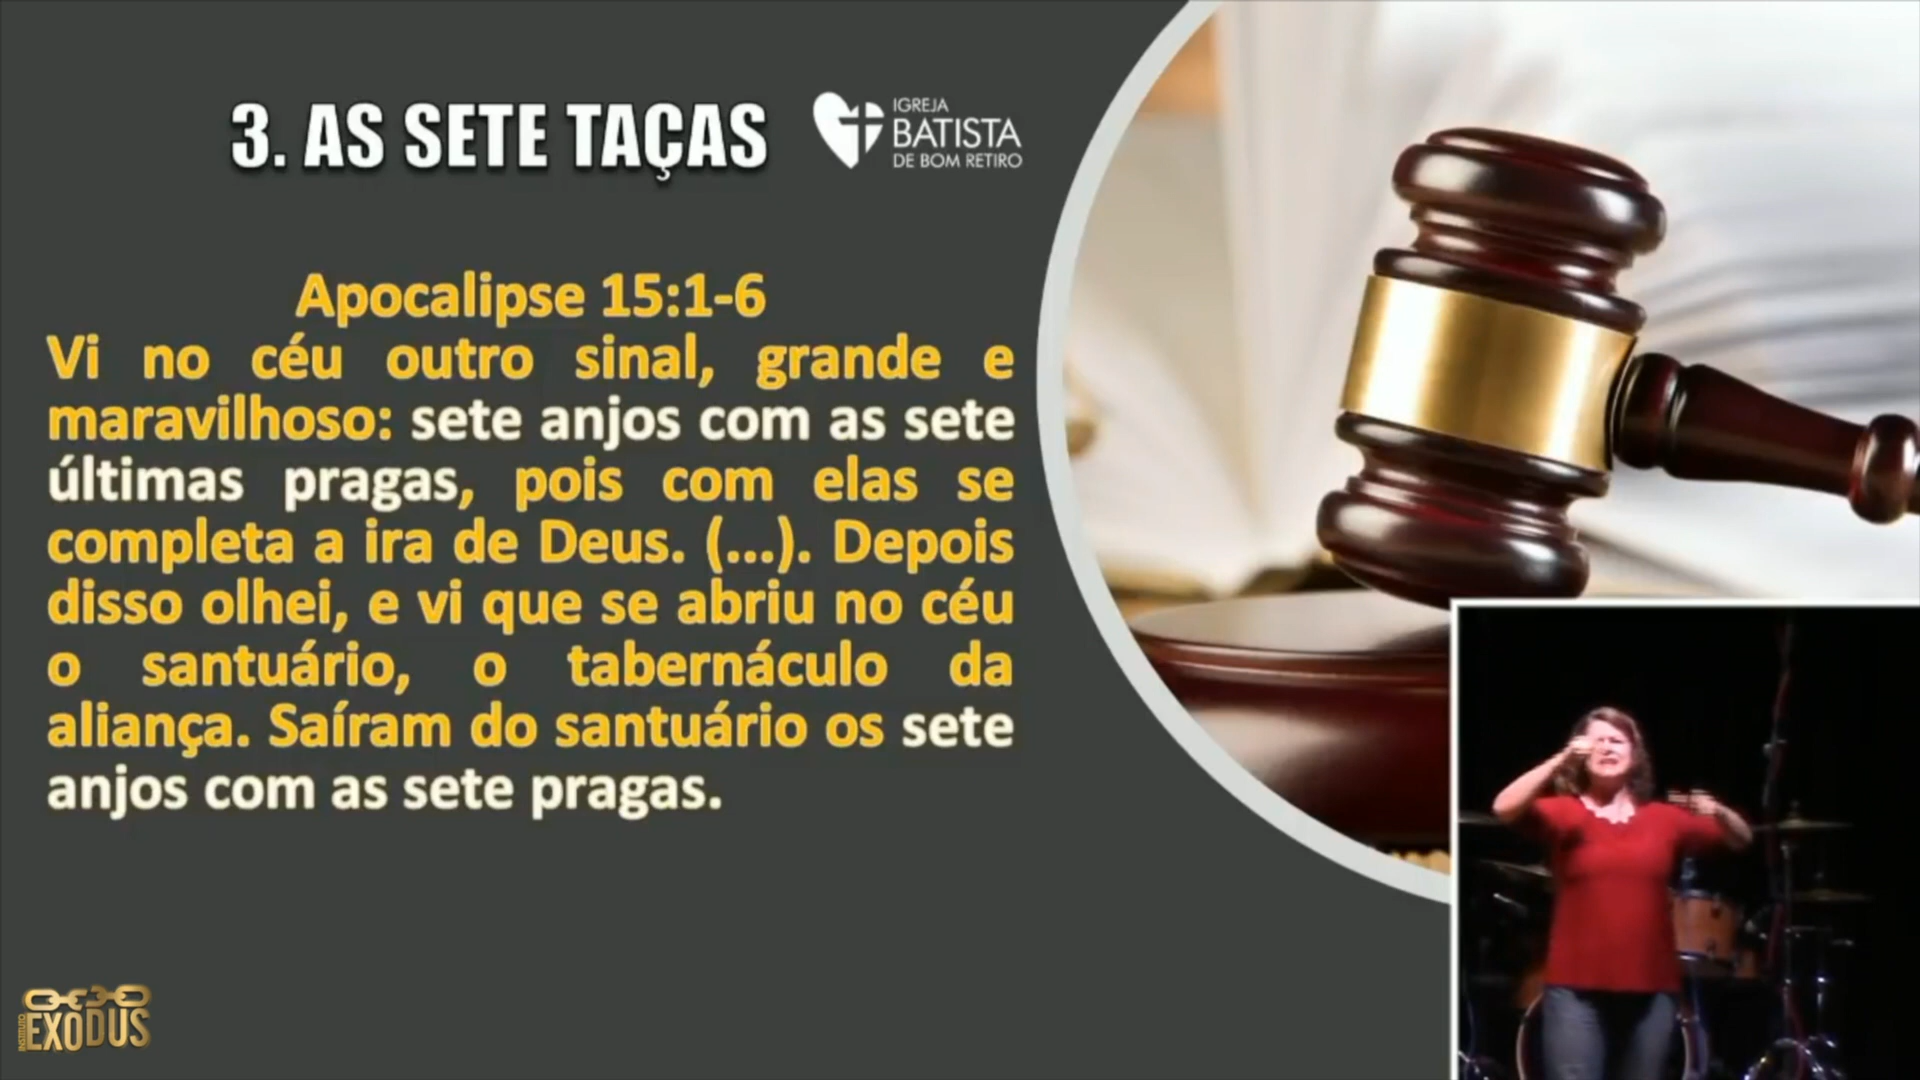 3. AS SETE TAÇAS
IGREJA
BATISTA
DE BOM RETIRO
Apocalipse 15:1-6
Vi no céu outro sinal, grande e
maravilhoso: sete anjos com as sete
últimas pragas, pois com elas se
completa a ira de Deus. (...). Depois
disso olhei, e vi que se abriu no céu
o santuário, o tabernáculo da
aliança. Saíram do santuário os sete
anjos com as sete pragas.
INSTITUTO
EXODUS